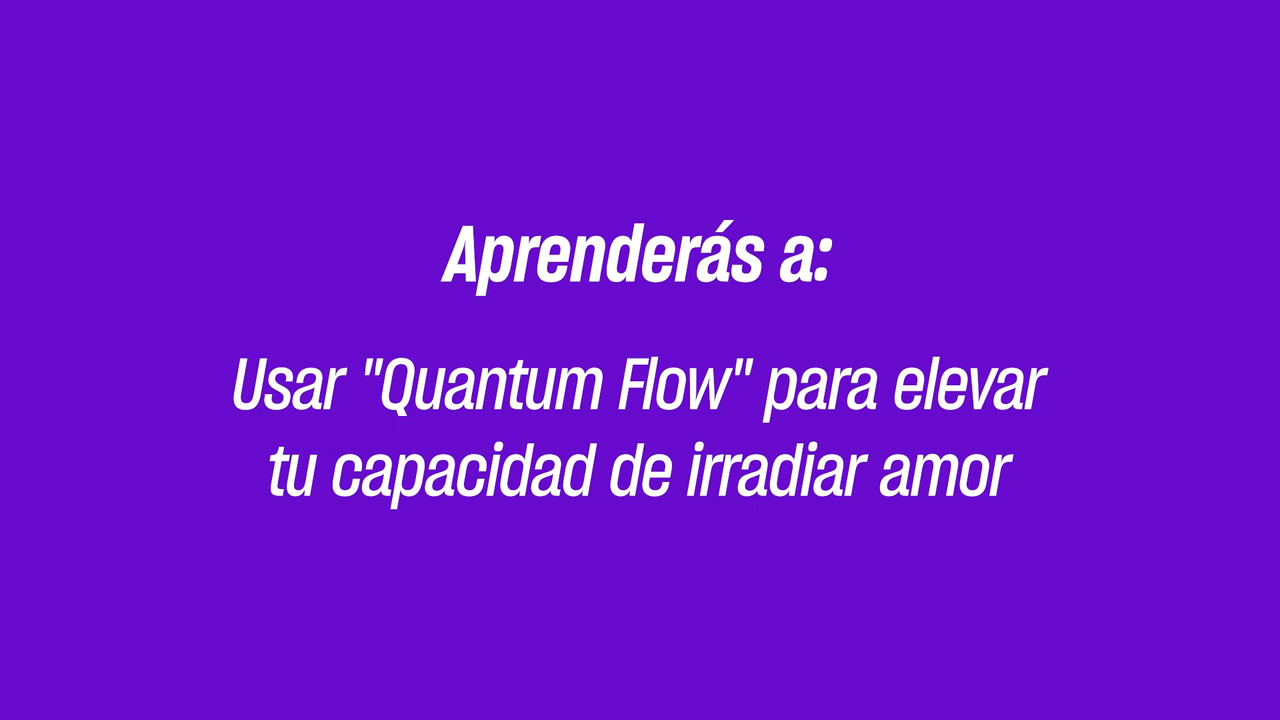 Aprenderás a:
Usar "Quantum Flow" para elevar
tu capacidad de irradiar amor